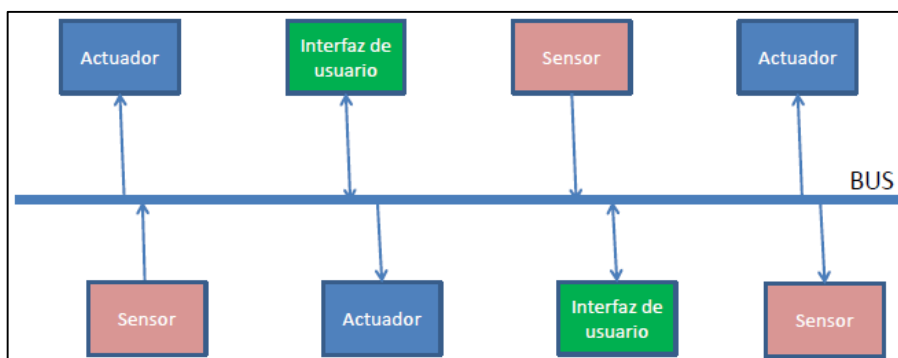 Actuador
Interfaz de
usuario
Sensor
Actuador
BUS
Sensor
Actuador
Interfaz de
usuario
Sensor